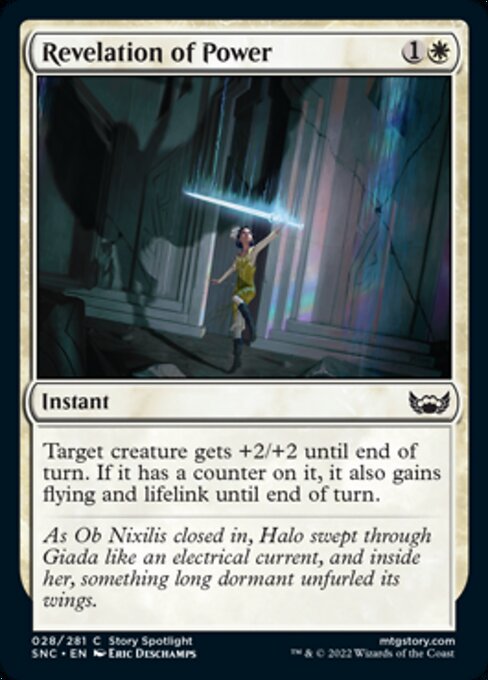 Revelation of Power 1
Instant
Target creature gets +2/+2 until end of
turn. If it has a counter on it, it also gains
flying and lifelink until end of turn.
As Ob Nixilis closed in, Halo swept through
Giada like an electrical current, and inside
her, something long dormant unfurled its
wings.
028/281 C Story Spotlight mtgstory.com
SNC • EN Eric Deschamps ™ & © 2022 Wizards of the Coast